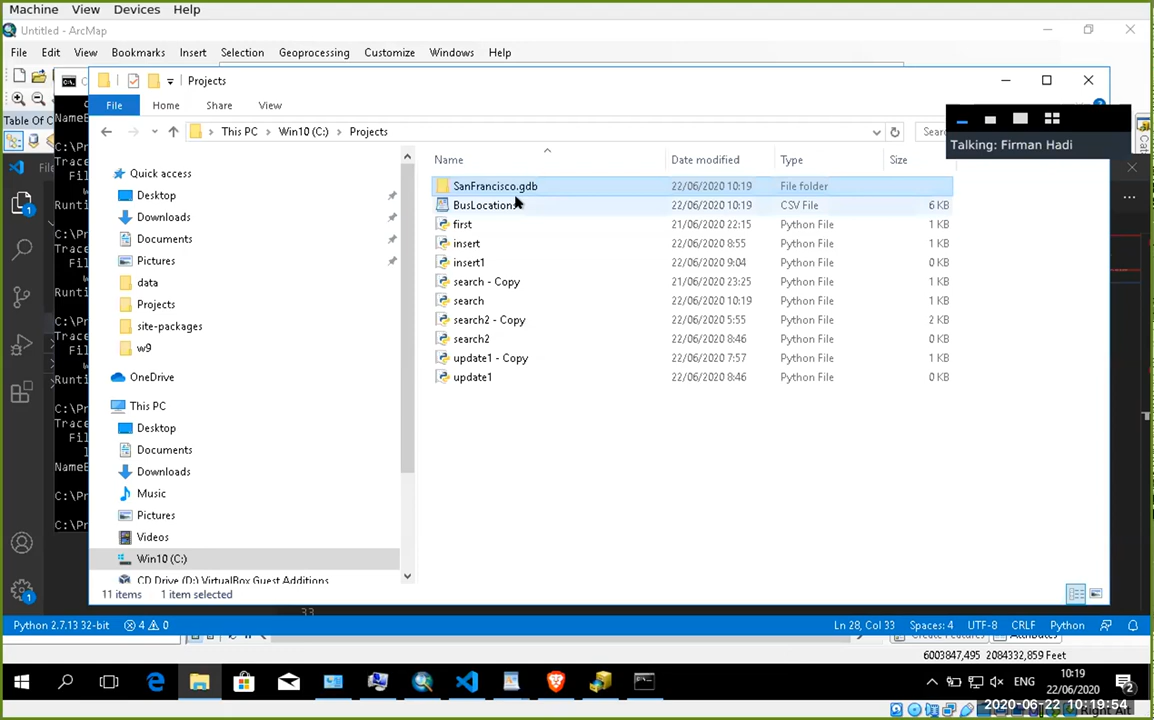 Machine View Devices Help
Untitled - ArcMap
File Edit View Bookmarks Insert Selection Geoprocessing Customize Windows Help
Projects
File Home Share View
Table Of C
This PC Win10 (C:) Projects
Talking: Firman Hadi
Name Date modified Type Size
Quick access
Desktop
Downloads
Documents
Pictures
data
Projects
site-packages
w9
OneDrive
This PC
Desktop
Documents
Downloads
Music
Pictures
Videos
Win10 (C:)
CD Drive (D:) VirtualBox Guest Additions
SanFrancisco.gdb 22/06/2020 10:19 File folder
BusLocations 22/06/2020 10:19 CSV File 6 KB
first 21/06/2020 22:15 Python File 1 KB
insert 22/06/2020 8:55 Python File 1 KB
insert1 22/06/2020 9:04 Python File 0 KB
search - Copy 21/06/2020 23:25 Python File 1 KB
search 22/06/2020 10:19 Python File 1 KB
search2 - Copy 22/06/2020 5:55 Python File 2 KB
search2 22/06/2020 8:46 Python File 0 KB
update1 - Copy 22/06/2020 7:57 Python File 1 KB
update1 22/06/2020 8:46 Python File 0 KB
11 items 1 item selected
33
Python 2.7.13 32-bit 4 0 Ln 28, Col 33 Spaces: 4 UTF-8 CRLF Python
6003847,495 2084332,859 Feet
ENG
10:19
22/06/2020
2
2020-06-22 10:19:54
Right Alt